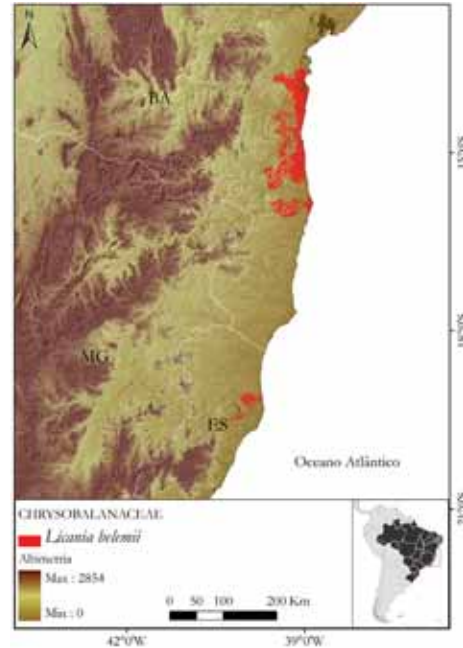 N
BA
MG
ES
Oceano Atlântico
CHRYSOBALANACEAE
Licania belemii
Altimetria
Max : 2854
Min : 0
0 50 100 200 Km
42°0'W 39°0'W